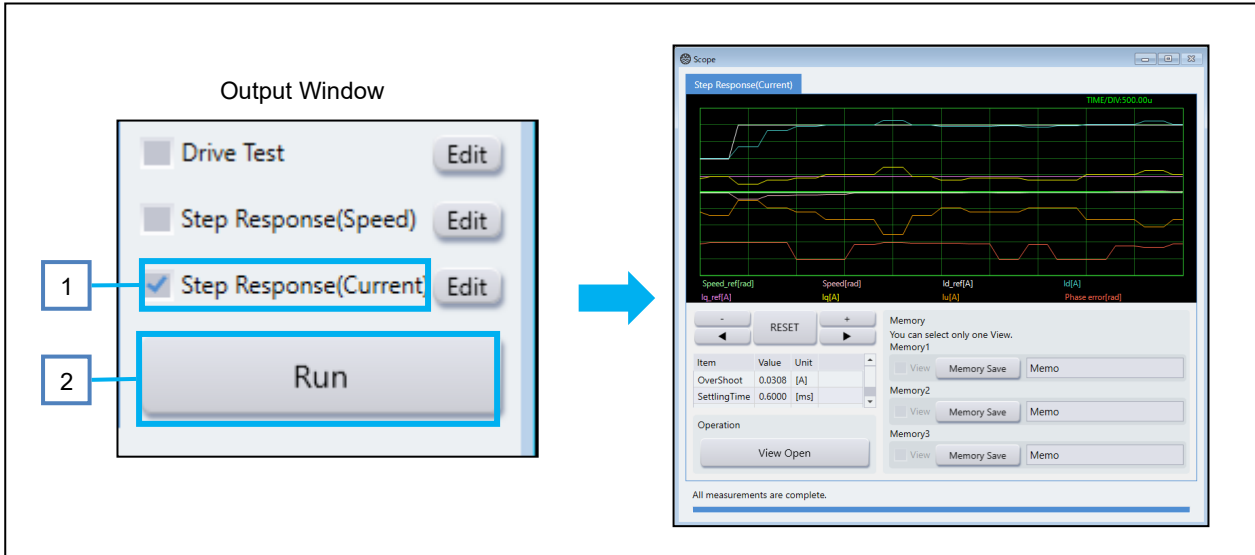 Output Window
Drive Test Edit
Step Response(Speed) Edit
1 Step Response(Current) Edit
2 Run
Scope
Step Response(Current)
TIME/DIV:500.00u
Speed_ref[rad] Speed[rad] Id_ref[A] Id[A]
Iq_ref[A] Iq[A] Iu[A] Phase error[rad]
- RESET +
Item Value Unit
OverShoot 0.0308 [A]
SettlingTime 0.6000 [ms]
Operation
View Open
Memory
You can select only one View.
Memory1
View Memory Save Memo
Memory2
View Memory Save Memo
Memory3
View Memory Save Memo
All measurements are complete.